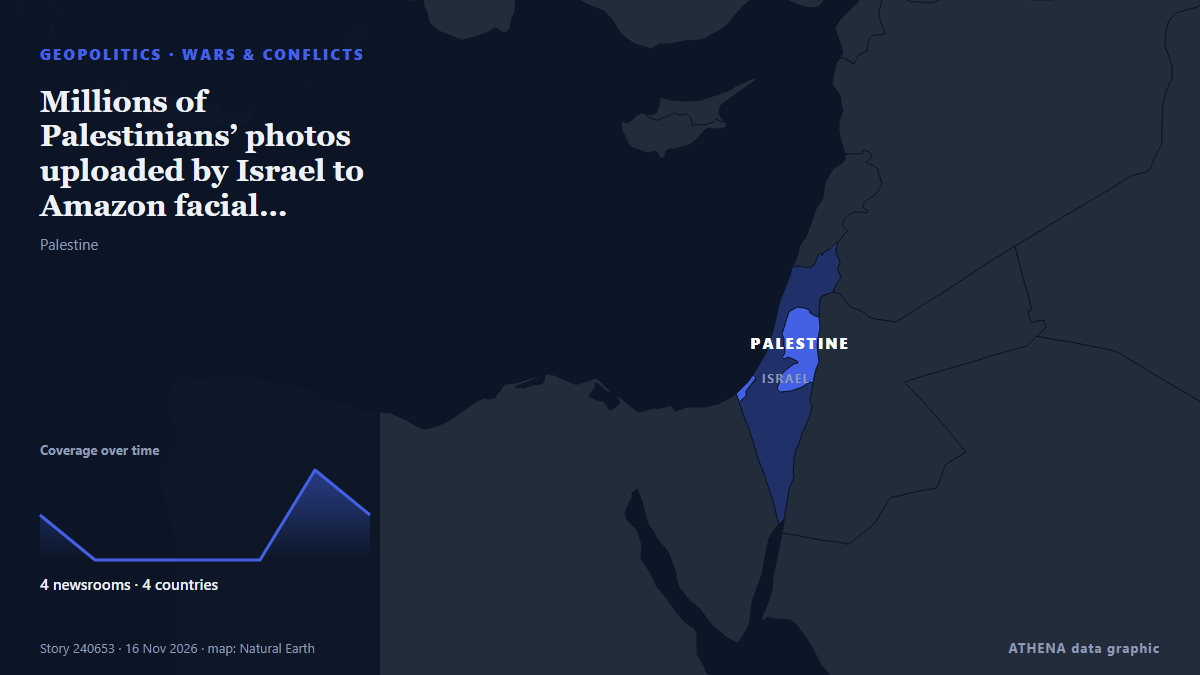 GEOPOLITICS · WARS & CONFLICTS
Millions of
Palestinians’ photos
uploaded by Israel to
Amazon facial...
Palestine
PALESTINE
ISRAEL
Coverage over time
4 newsrooms · 4 countries
Story 240653 · 16 Nov 2026 · map: Natural Earth
ATHENA data graphic